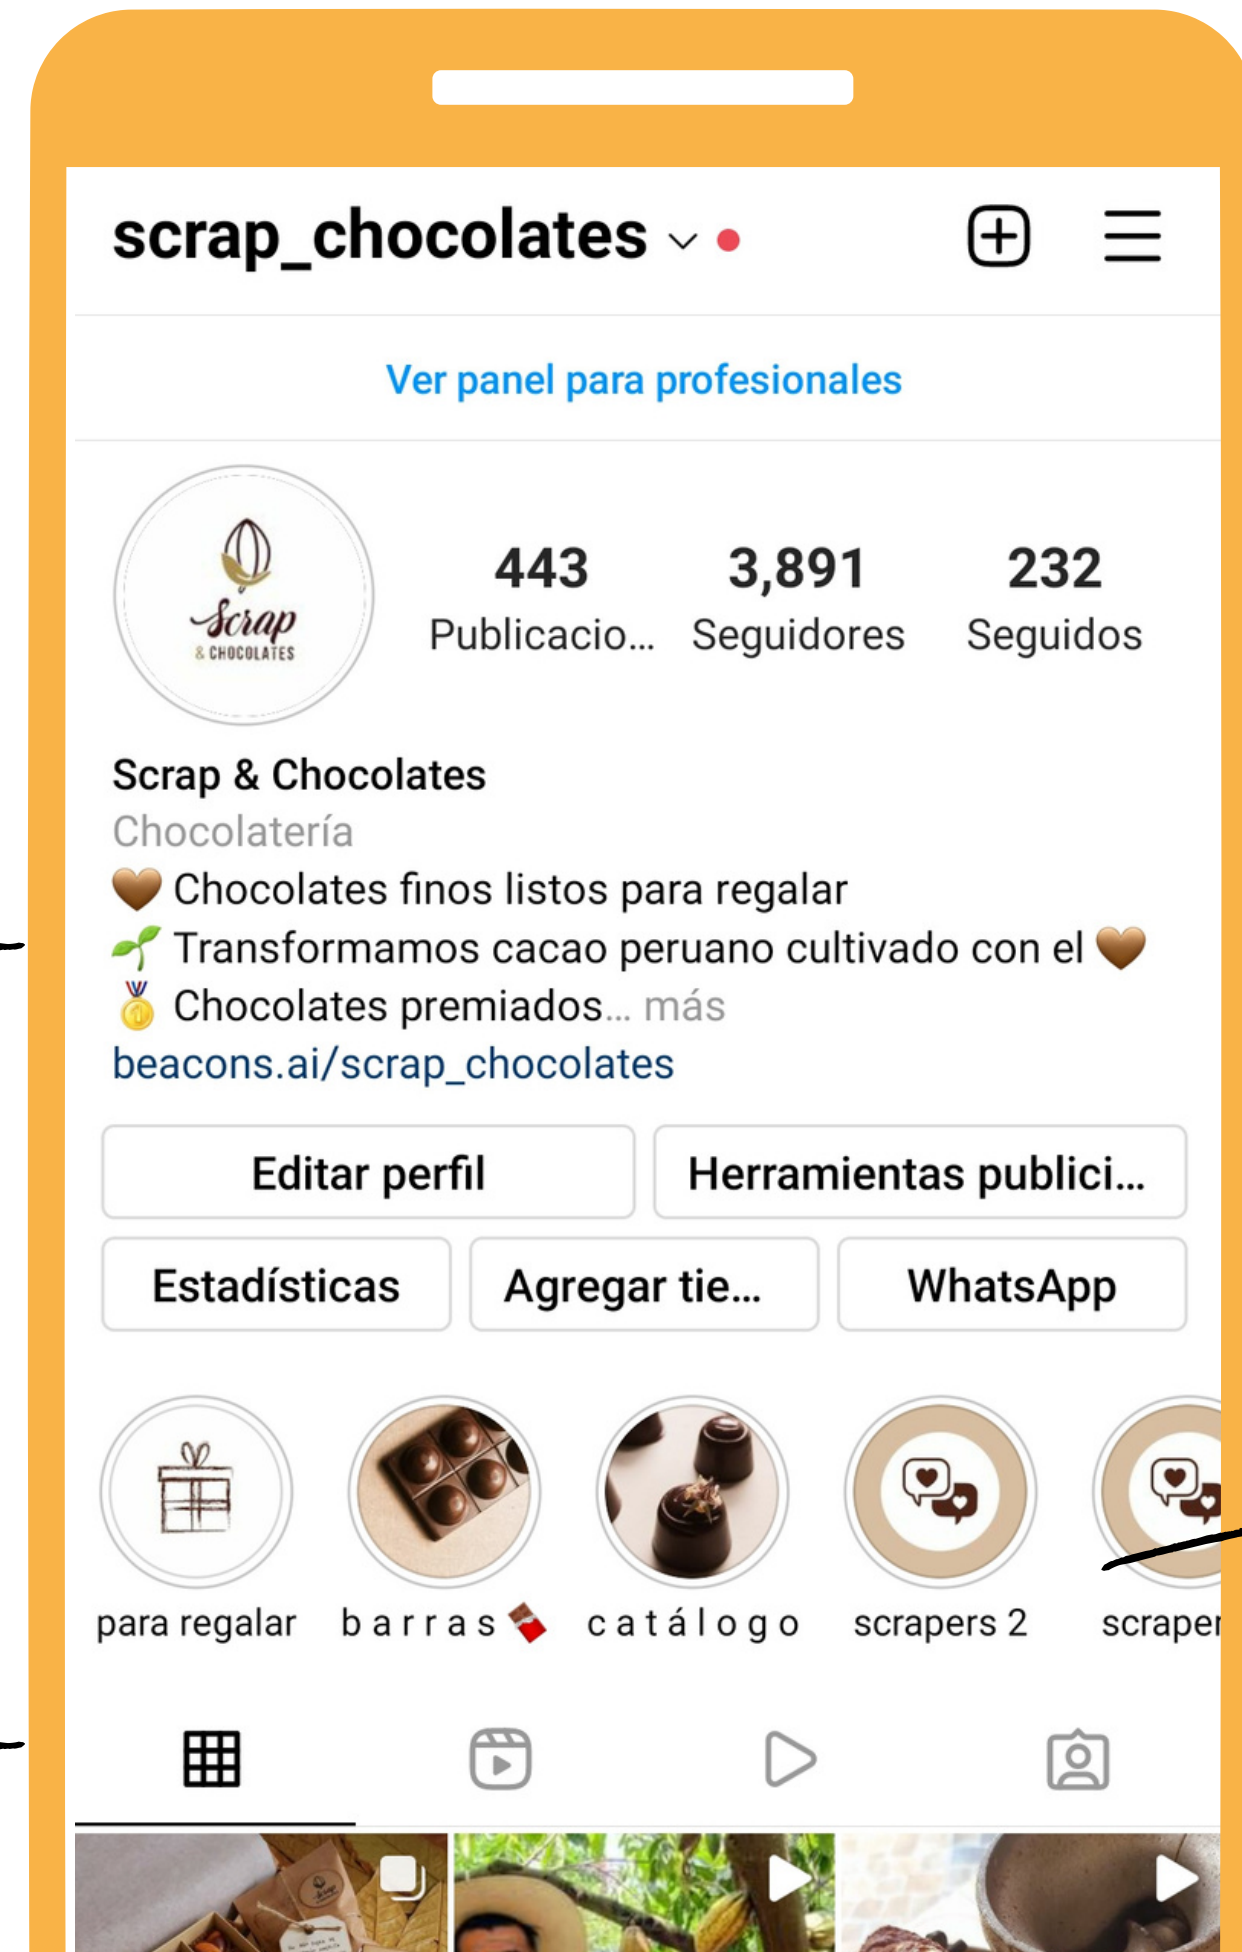 scrap_chocolates
Ver panel para profesionales
Scrap
& CHOCOLATES
443 3,891 232
Publicacio... Seguidores Seguidos
Scrap & Chocolates
Chocolatería
🤎 Chocolates finos listos para regalar
🌱 Transformamos cacao peruano cultivado con el 🤎
🥇 Chocolates premiados... más
beacons.ai/scrap_chocolates
Editar perfil Herramientas publici...
Estadísticas Agregar tie... WhatsApp
para regalar b a r r a s 🍫 c a t á l o g o scrapers 2 scraper
Scrap